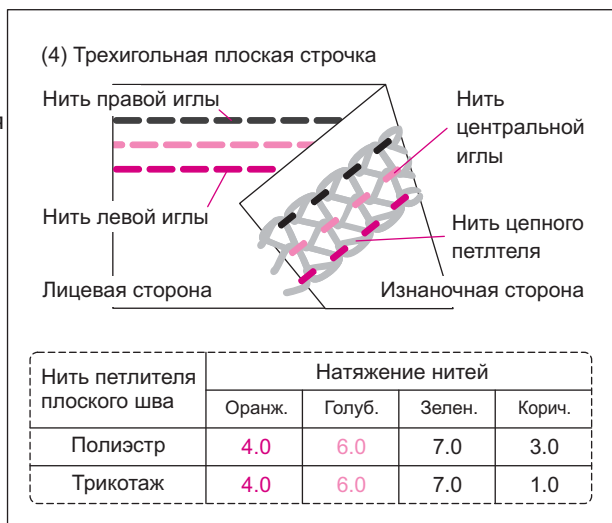 (4) Трехигольная плоская строчка
Нить правой иглы
Нить
центральной
иглы
я
Нить левой иглы
Нить цепного
петлтеля
Лицевая сторона
Изнаночная сторона
Нить петлителя
плоского шва
Натяжение нитей
Оранж. Голуб. Зелен. Корич.
Полиэстр 4.0 6.0 7.0 3.0
Трикотаж 4.0 6.0 7.0 1.0